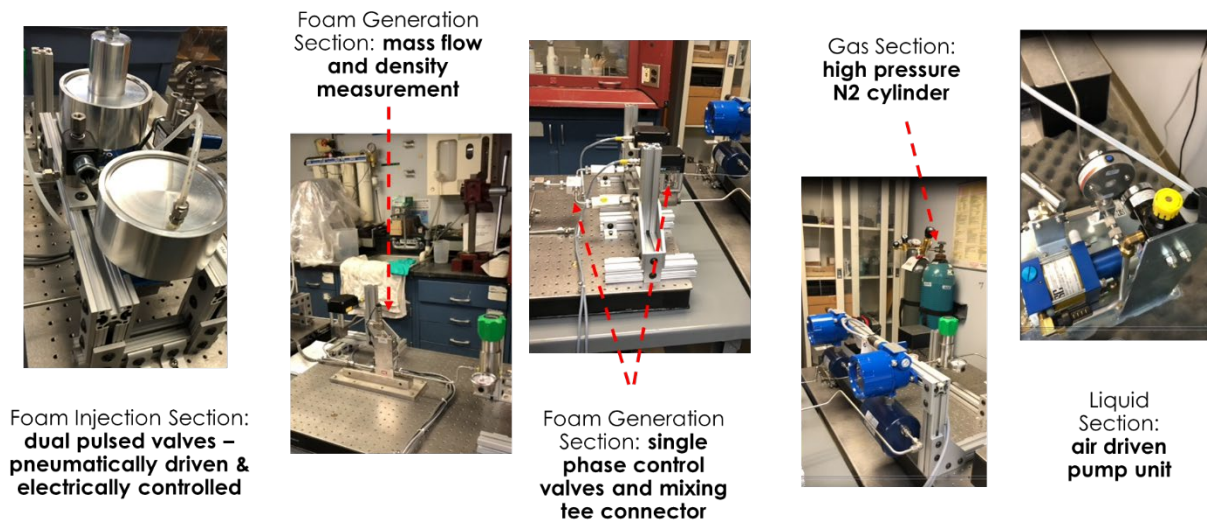 Foam Generation
Section: mass flow
and density
measurement
Gas Section:
high pressure
N2 cylinder
Foam Injection Section:
dual pulsed valves –
pneumatically driven &
electrically controlled
Foam Generation
Section: single
phase control
valves and mixing
tee connector
Liquid
Section:
air driven
pump unit